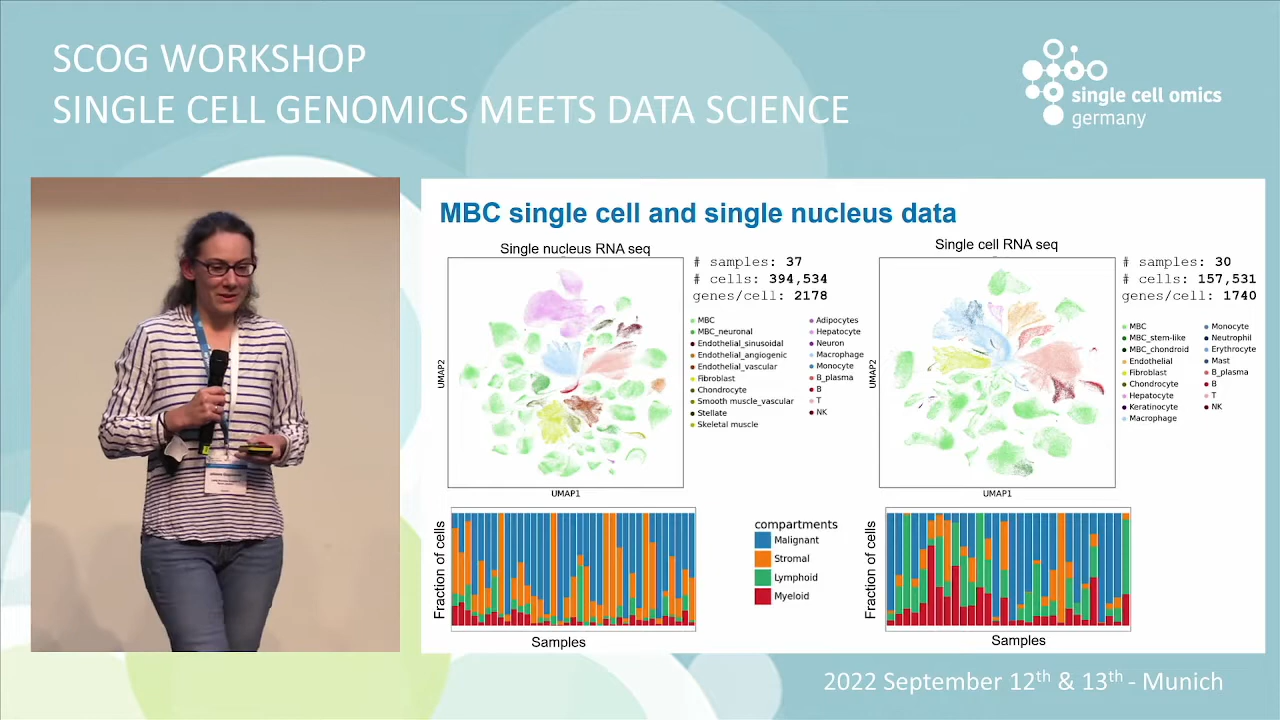 SCOG WORKSHOP
SINGLE CELL GENOMICS MEETS DATA SCIENCE
single cell omics
germany
MBC single cell and single nucleus data
Single nucleus RNA seq
# samples: 37
# cells: 394,534
genes/cell: 2178
UMAP2
UMAP1
MBC
MBC_neuronal
Endothelial_sinusoidal
Endothelial_angiogenic
Endothelial_vascular
Fibroblast
Chondrocyte
Smooth muscle_vascular
Stellate
Skeletal muscle
Adipocytes
Hepatocyte
Neuron
Macrophage
Monocyte
B_plasma
B
T
NK
Single cell RNA seq
# samples: 30
# cells: 157,531
genes/cell: 1740
UMAP2
UMAP1
MBC
MBC_stem-like
MBC_chondroid
Endothelial
Fibroblast
Chondrocyte
Hepatocyte
Keratinocyte
Macrophage
Monocyte
Neutrophil
Erythrocyte
Mast
B_plasma
B
T
NK
Fraction of cells
Samples
compartments
Malignant
Stromal
Lymphoid
Myeloid
Fraction of cells
Samples
2022 September 12th & 13th - Munich